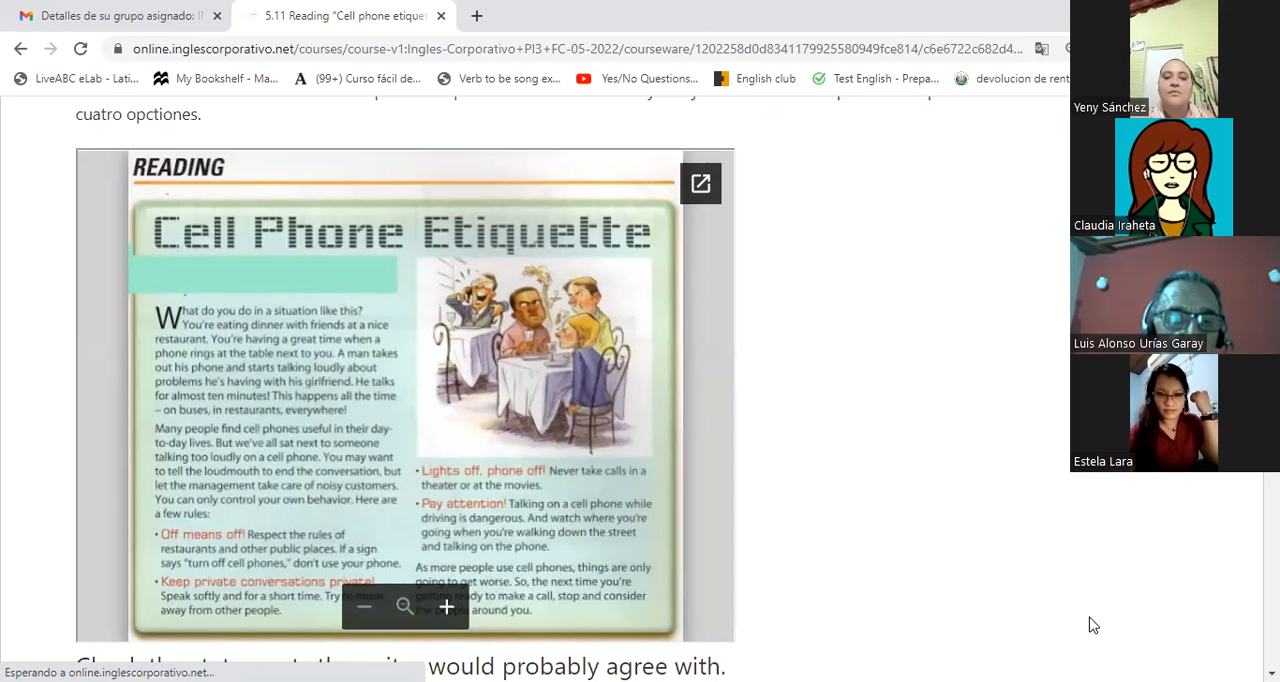 Detalles de su grupo asignado: I
5.11 Reading "Cell phone etiquet
online.inglescorporativo.net/courses/course-v1:Ingles-Corporativo+PI3+FC-05-2022/courseware/1202258d0d8341179925580949fce814/c6e6722c682d4...
LiveABC eLab - Lati...
My Bookshelf - Ma...
(99+) Curso fácil de...
Verb to be song ex...
Yes/No Questions...
English club
Test English - Prepa...
devolucion de rent
cuatro opctiones.
READING
Cell Phone Etiquette
What do you do in a situation like this?
You're eating dinner with friends at a nice
restaurant. You're having a great time when a
phone rings at the table next to you. A man takes
out his phone and starts talking loudly about
problems he's having with his girlfriend. He talks
for almost ten minutes! This happens all the time
– on buses, in restaurants, everywhere!
Many people find cell phones useful in their day-
to-day lives. But we've all sat next to someone
talking too loudly on a cell phone. You may want
to tell the loudmouth to end the conversation, but
let the management take care of noisy customers.
You can only control your own behavior. Here are
a few rules:
• Off means off! Respect the rules of
restaurants and other public places. If a sign
says "turn off cell phones," don't use your phone.
• Keep private conversations private!
Speak softly and for a short time. Try to move
away from other people.
• Lights off, phone off! Never take calls in a
theater or at the movies.
• Pay attention! Talking on a cell phone while
driving is dangerous. And watch where you're
going when you're walking down the street
and talking on the phone.
As more people use cell phones, things are only
going to get worse. So, the next time you're
getting ready to make a call, stop and consider
the people around you.
would probably agree with.
Esperando a online.inglescorporativo.net...
Yeny Sánchez
Claudia Iraheta
Luis Alonso Urías Garay
Estela Lara